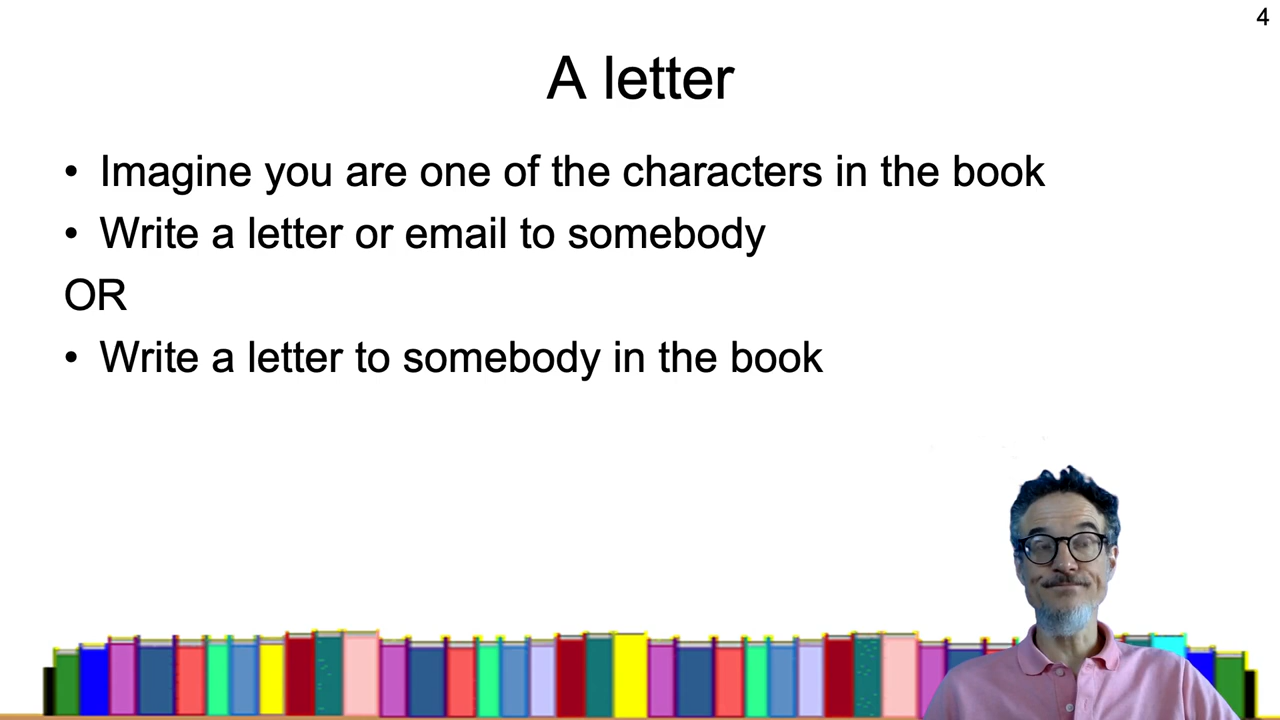 4
A letter
• Imagine you are one of the characters in the book
• Write a letter or email to somebody
OR
• Write a letter to somebody in the book